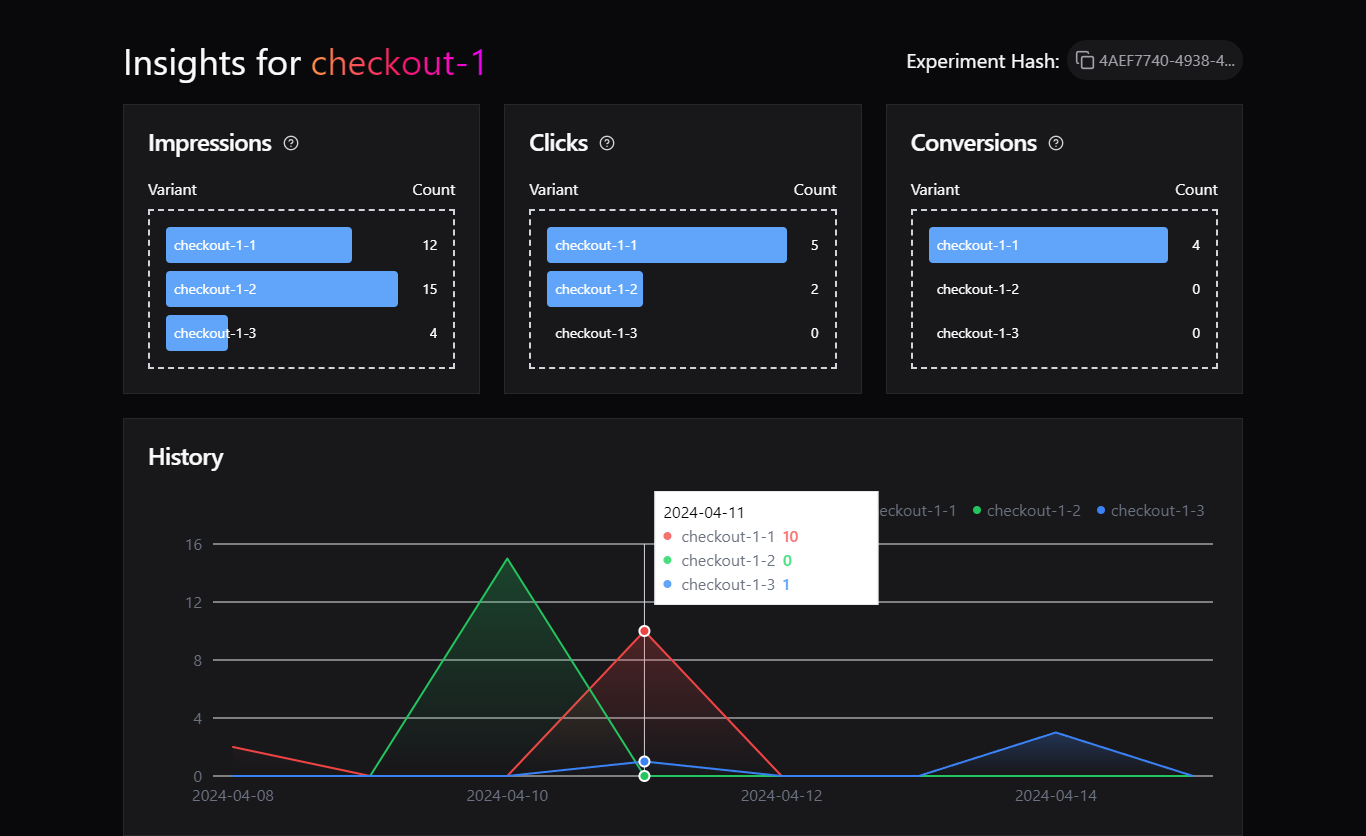 Insights for checkout-1
Experiment Hash: 4AEF7740-4938-4...
Impressions
Variant Count
checkout-1-1 12
checkout-1-2 15
checkout-1-3 4
Clicks
Variant Count
checkout-1-1 5
checkout-1-2 2
checkout-1-3 0
Conversions
Variant Count
checkout-1-1 4
checkout-1-2 0
checkout-1-3 0
History
eckout-1-1 checkout-1-2 checkout-1-3
2024-04-11
checkout-1-1 10
checkout-1-2 0
checkout-1-3 1
16
12
8
4
0
2024-04-08 2024-04-10 2024-04-12 2024-04-14